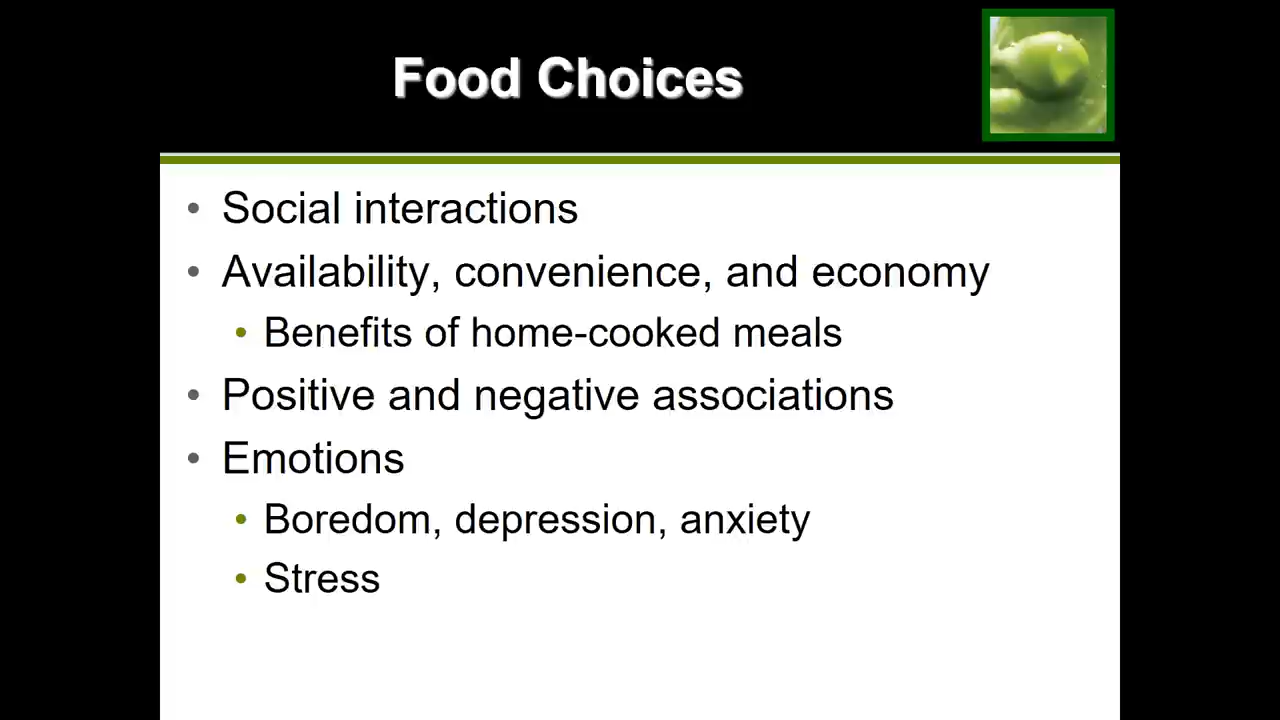 Food Choices
• Social interactions
• Availability, convenience, and economy
• Benefits of home-cooked meals
• Positive and negative associations
• Emotions
• Boredom, depression, anxiety
• Stress